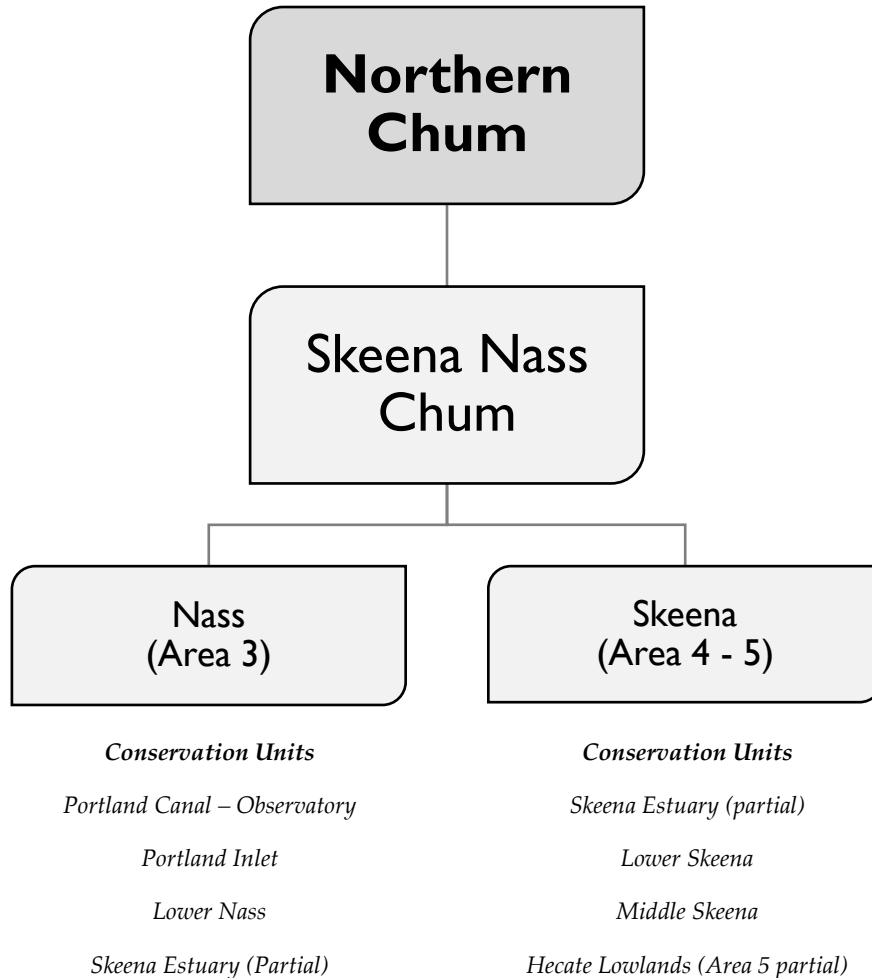 Northern
Chum
Skeena Nass
Chum
Nass
(Area 3)
Skeena
(Area 4 - 5)
Conservation Units
Portland Canal – Observatory
Portland Inlet
Lower Nass
Skeena Estuary (Partial)
Conservation Units
Skeena Estuary (partial)
Lower Skeena
Middle Skeena
Hecate Lowlands (Area 5 partial)